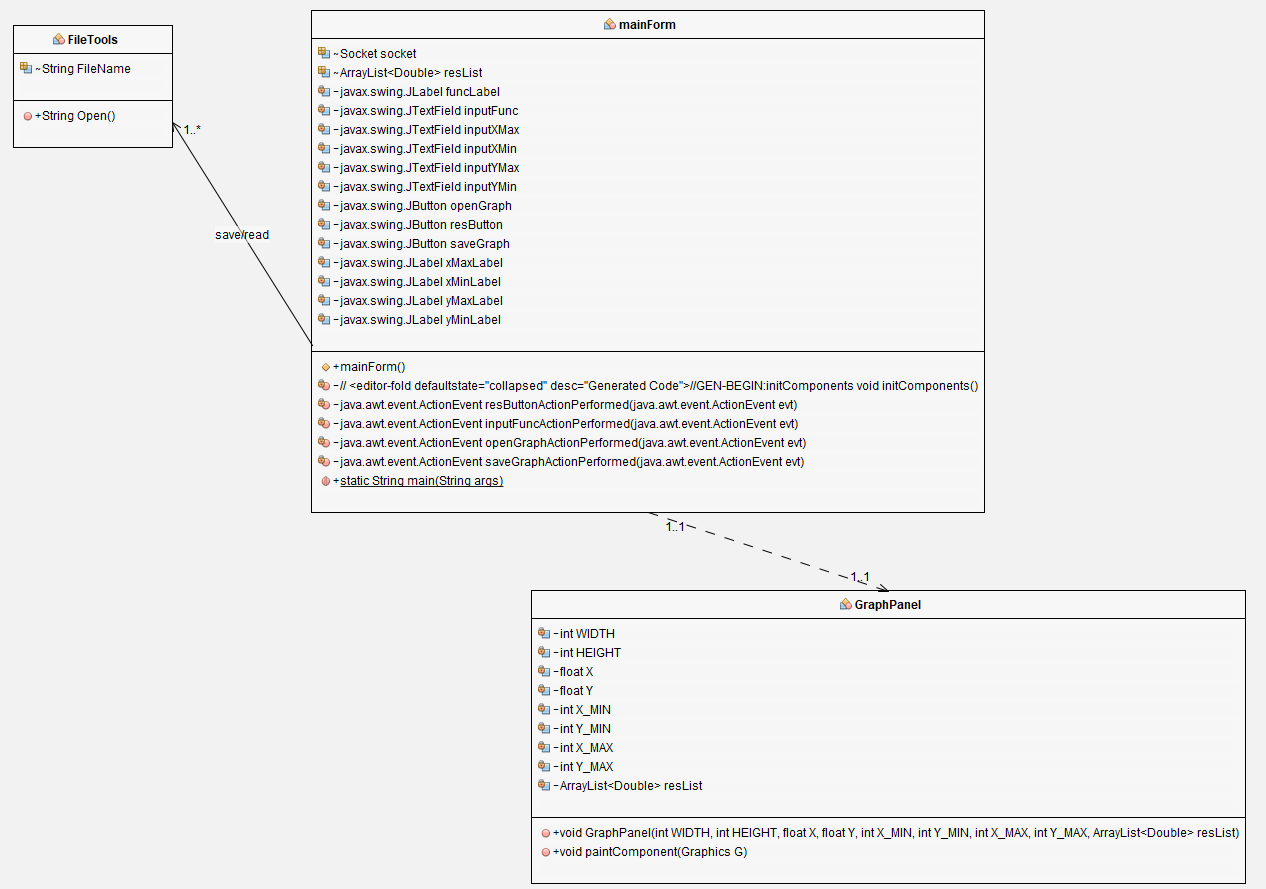 FileTools
~String FileName
+String Open()
1..*
save/read
mainForm
~Socket socket
~ArrayList<Double> resList
-javax.swing.JLabel funcLabel
-javax.swing.JTextField inputFunc
-javax.swing.JTextField inputXMax
-javax.swing.JTextField inputXMin
-javax.swing.JTextField inputYMax
-javax.swing.JTextField inputYMin
-javax.swing.JButton openGraph
-javax.swing.JButton resButton
-javax.swing.JButton saveGraph
-javax.swing.JLabel xMaxLabel
-javax.swing.JLabel xMinLabel
-javax.swing.JLabel yMaxLabel
-javax.swing.JLabel yMinLabel
+mainForm()
-// <editor-fold defaultstate="collapsed" desc="Generated Code">//GEN-BEGIN:initComponents void initComponents()
-java.awt.event.ActionEvent resButtonActionPerformed(java.awt.event.ActionEvent evt)
-java.awt.event.ActionEvent inputFuncActionPerformed(java.awt.event.ActionEvent evt)
-java.awt.event.ActionEvent openGraphActionPerformed(java.awt.event.ActionEvent evt)
-java.awt.event.ActionEvent saveGraphActionPerformed(java.awt.event.ActionEvent evt)
+static String main(String args)
1..1
1..1
GraphPanel
-int WIDTH
-int HEIGHT
-float X
-float Y
-int X_MIN
-int Y_MIN
-int X_MAX
-int Y_MAX
-ArrayList<Double> resList
+void GraphPanel(int WIDTH, int HEIGHT, float X, float Y, int X_MIN, int Y_MIN, int X_MAX, int Y_MAX, ArrayList<Double> resList)
+void paintComponent(Graphics G)